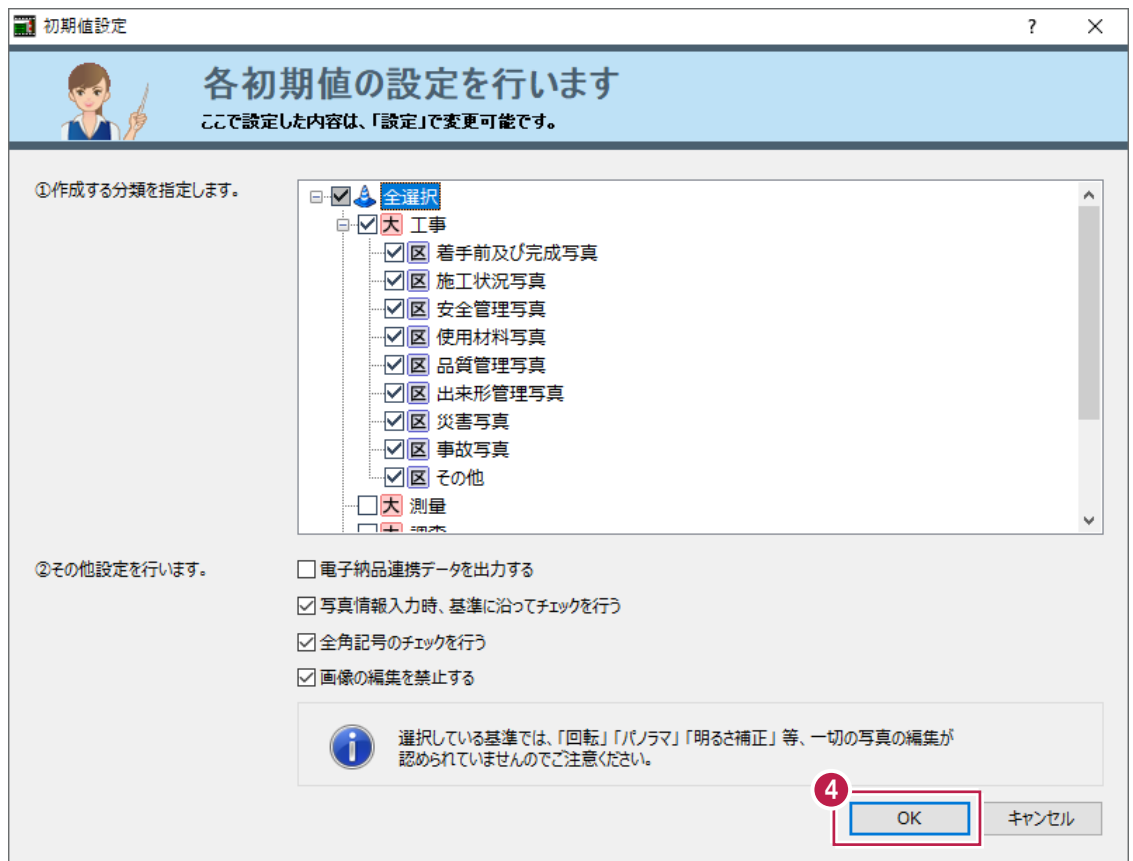 初期値設定
?
各初期値の設定を行います
ここで設定した内容は、「設定」で変更可能です。
①作成する分類を指定します。
全選択
大 工事
区 着手前及び完成写真
区 施工状況写真
区 安全管理写真
区 使用材料写真
区 品質管理写真
区 出来形管理写真
区 災害写真
区 事故写真
区 その他
大 測量
大 調査
②その他設定を行います。
電子納品連携データを出力する
写真情報入力時、基準に沿ってチェックを行う
全角記号のチェックを行う
画像の編集を禁止する
選択している基準では、「回転」「パノラマ」「明るさ補正」等、一切の写真の編集が
認められていませんのでご注意ください。
4
OK
キャンセル